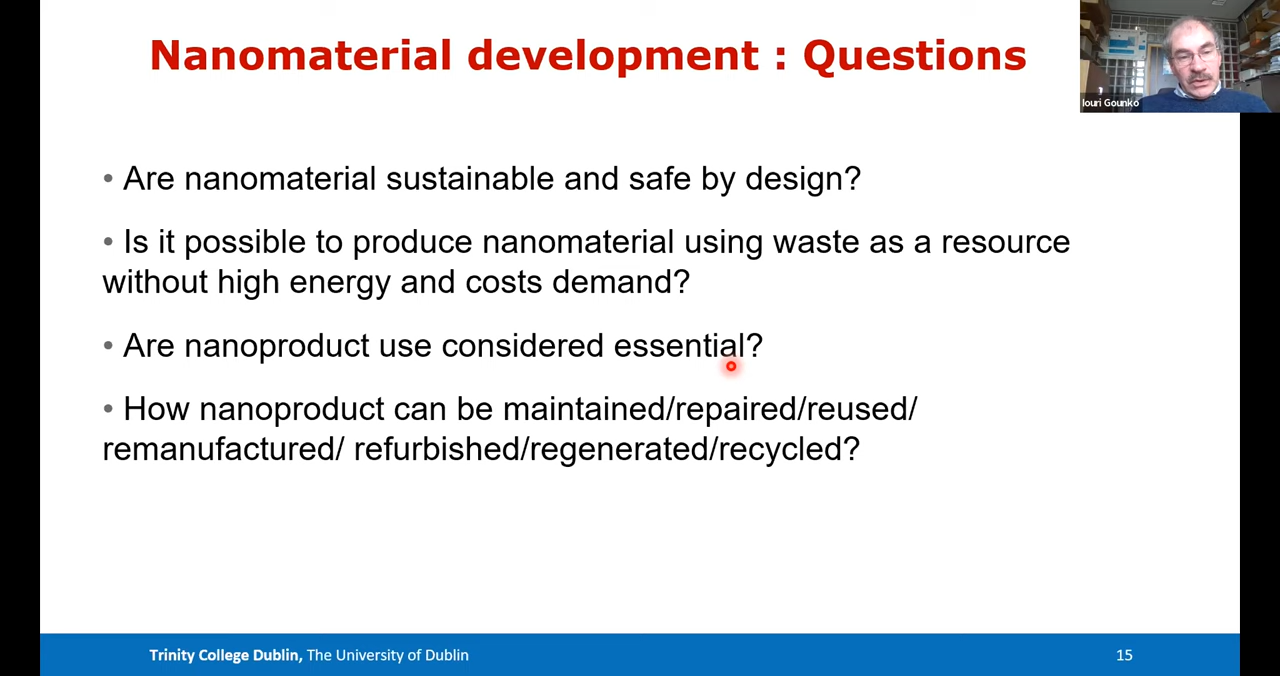 Nanomaterial development : Questions
Iouri Gounko
• Are nanomaterial sustainable and safe by design?
• Is it possible to produce nanomaterial using waste as a resource
without high energy and costs demand?
• Are nanoproduct use considered essential?
• How nanoproduct can be maintained/repaired/reused/
remanufactured/ refurbished/regenerated/recycled?
Trinity College Dublin, The University of Dublin
15